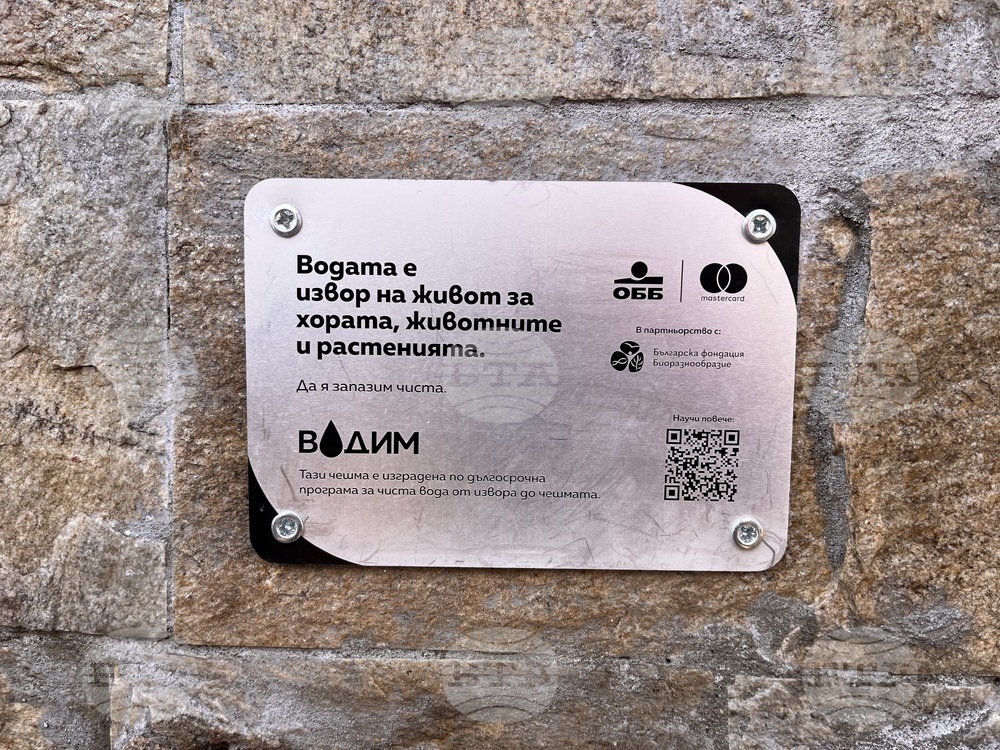 Водата е
извор на живот за
хората, животните
и растенията.
Да я запазим чиста.
ВОДИМ
Тази чешма е изградена по дългосрочна
програма за чиста вода от извора до чешмата.
ОББ
mastercard
В партньорство с:
Българска фондация
Биоразнообразие
Научи повече:
БТА